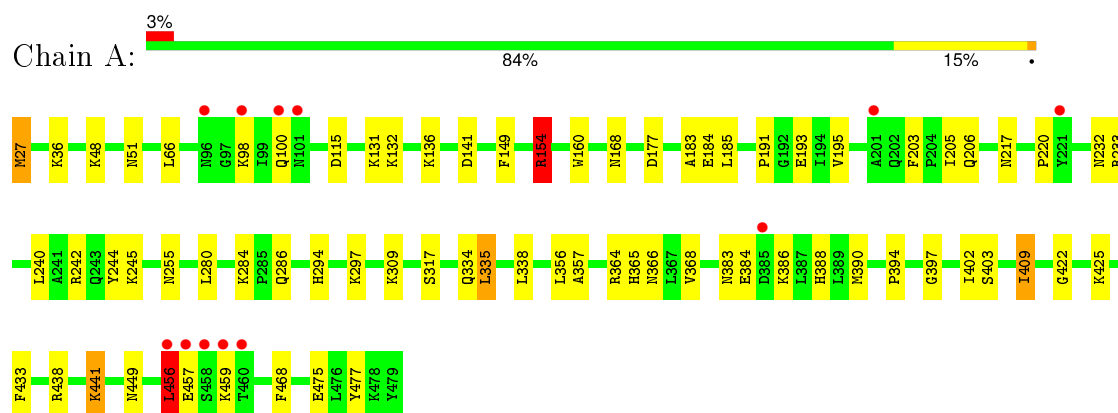 3%
Chain A:
84% 15% •
M27 K36 K48 N51 L66 N96 G97 K98 I99 Q100 N101 D115 K131 K132 K136 D141 F149 R154 W160 N168 D177 A183 E184 L185 P191 G192 E193 I194 V195 A201 Q202 F203 P204 I205 Q206 N217 P220 Y221 N232
L240 A241 R242 Q243 Y244 K245 N255 L280 K284 P285 Q286 H294 K297 K309 S317 Q334 L335 L338 L356 A357 R364 H365 N366 L367 V368 N383 E384 D385 K386 L387 H388 L389 M390 P394 G397 I402 S403 I409 G422 K425
F433 R438 K441 N449 L456 E457 S458 K459 T460 F468 E475 L476 Y477 K478 Y479